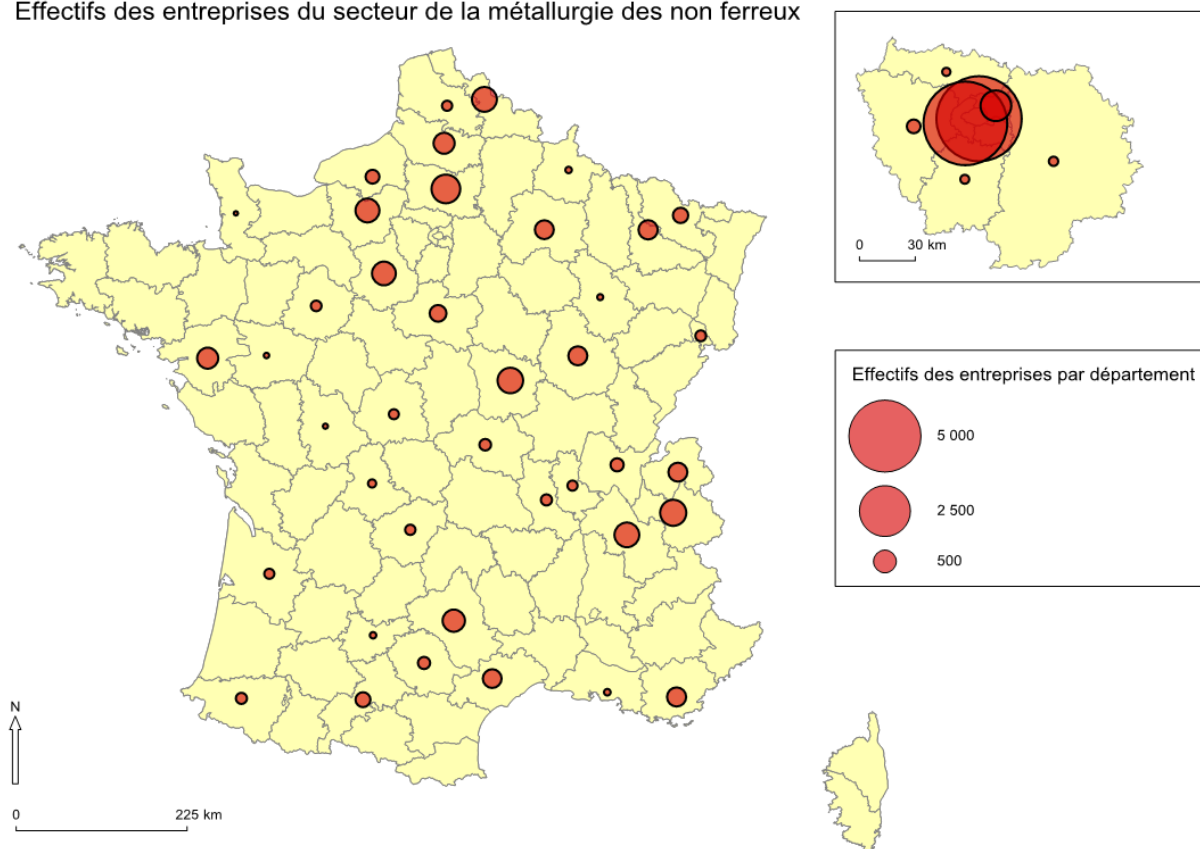 Effectifs des entreprises du secteur de la métallurgie des non ferreux
0 30 km
Effectifs des entreprises par département
5 000
2 500
500
N
0 225 km